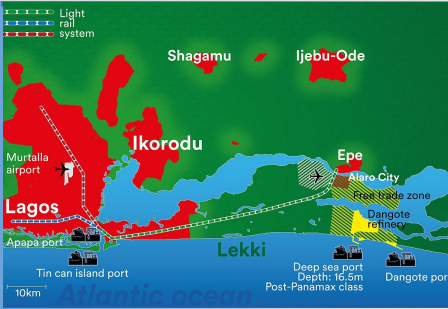 Light
rail
system
Shagamu
Ijebu-Ode
Ikorodu
Epe
Murtalla
airport
Alaro City
Free trade zone
Lagos
Dangote
refinery
Apapa port
Lekki
Tin can island port
Deep sea port
Depth: 16.5m
Post-Panamax class
Dangote port
10km
Atlantic ocean